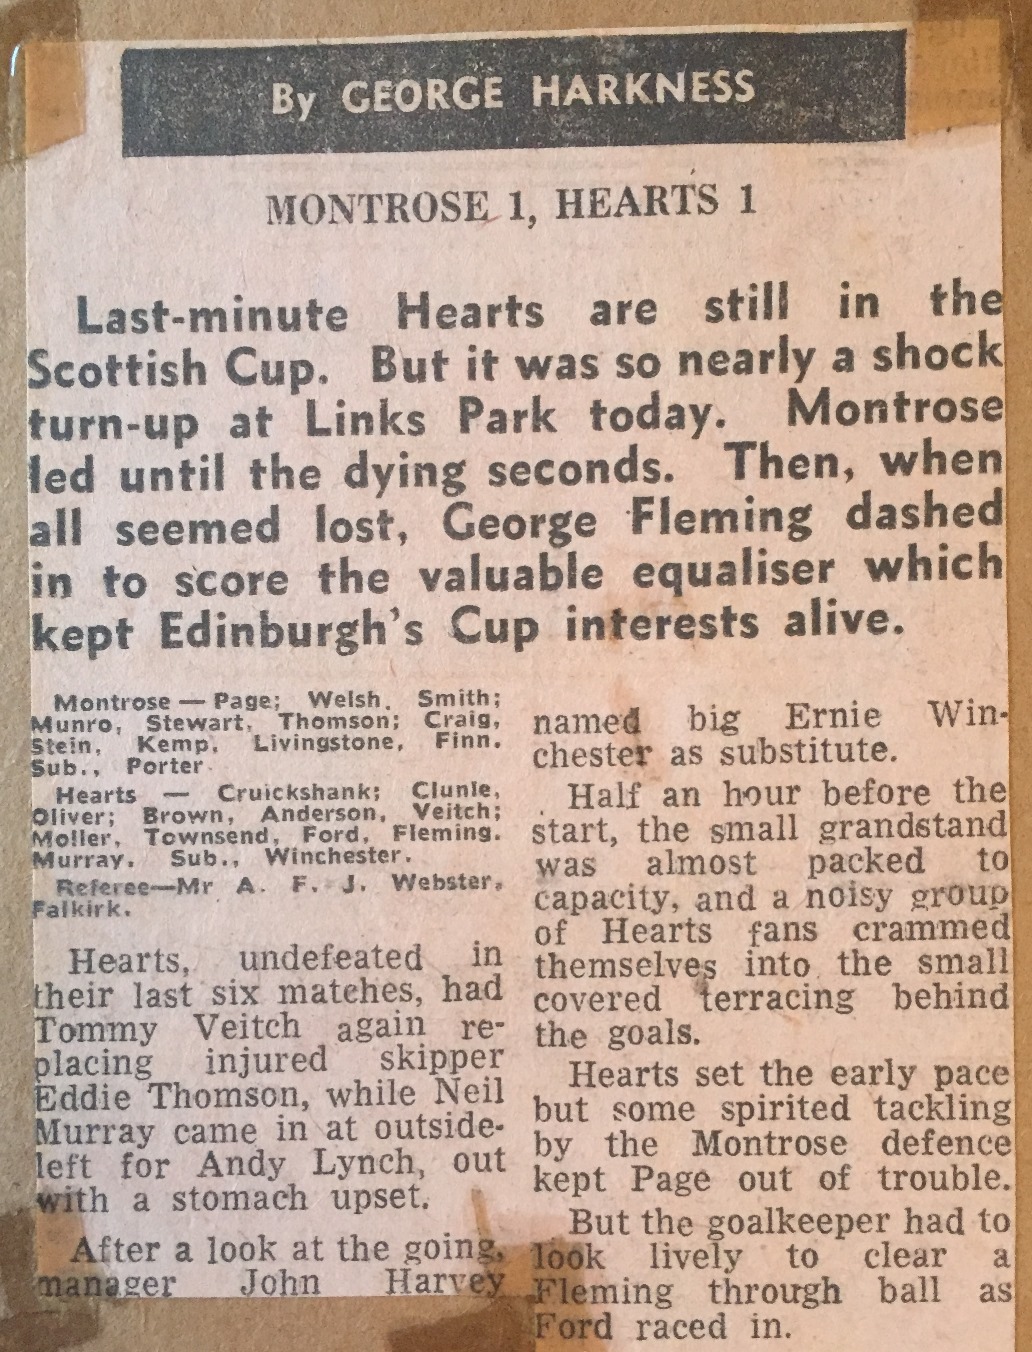 By GEORGE HARKNESS
MONTROSE 1, HEARTS 1
Last-minute Hearts are still in the
Scottish Cup. But it was so nearly a shock
turn-up at Links Park today. Montrose
led until the dying seconds. Then, when
all seemed lost, George Fleming dashed
in to score the valuable equaliser which
kept Edinburgh's Cup interests alive.
Montrose — Page; Welsh, Smith;
Munro, Stewart, Thomson; Craig,
Stein, Kemp, Livingstone, Finn.
Sub., Porter.
Hearts — Cruickshank; Clunie,
Oliver; Brown, Anderson, Veitch;
Moller, Townsend, Ford, Fleming.
Murray. Sub., Winchester.
Referee—Mr A. F. J. Webster,
Falkirk.
Hearts, undefeated in
their last six matches, had
Tommy Veitch again re-
placing injured skipper
Eddie Thomson, while Neil
Murray came in at outside-
left for Andy Lynch, out
with a stomach upset.
After a look at the going,
manager John Harvey
named big Ernie Win-
chester as substitute.
Half an hour before the
start, the small grandstand
was almost packed to
capacity, and a noisy group
of Hearts fans crammed
themselves into the small
covered terracing behind
the goals.
Hearts set the early pace
but some spirited tackling
by the Montrose defence
kept Page out of trouble.
But the goalkeeper had to
look lively to clear a
Fleming through ball as
Ford raced in.